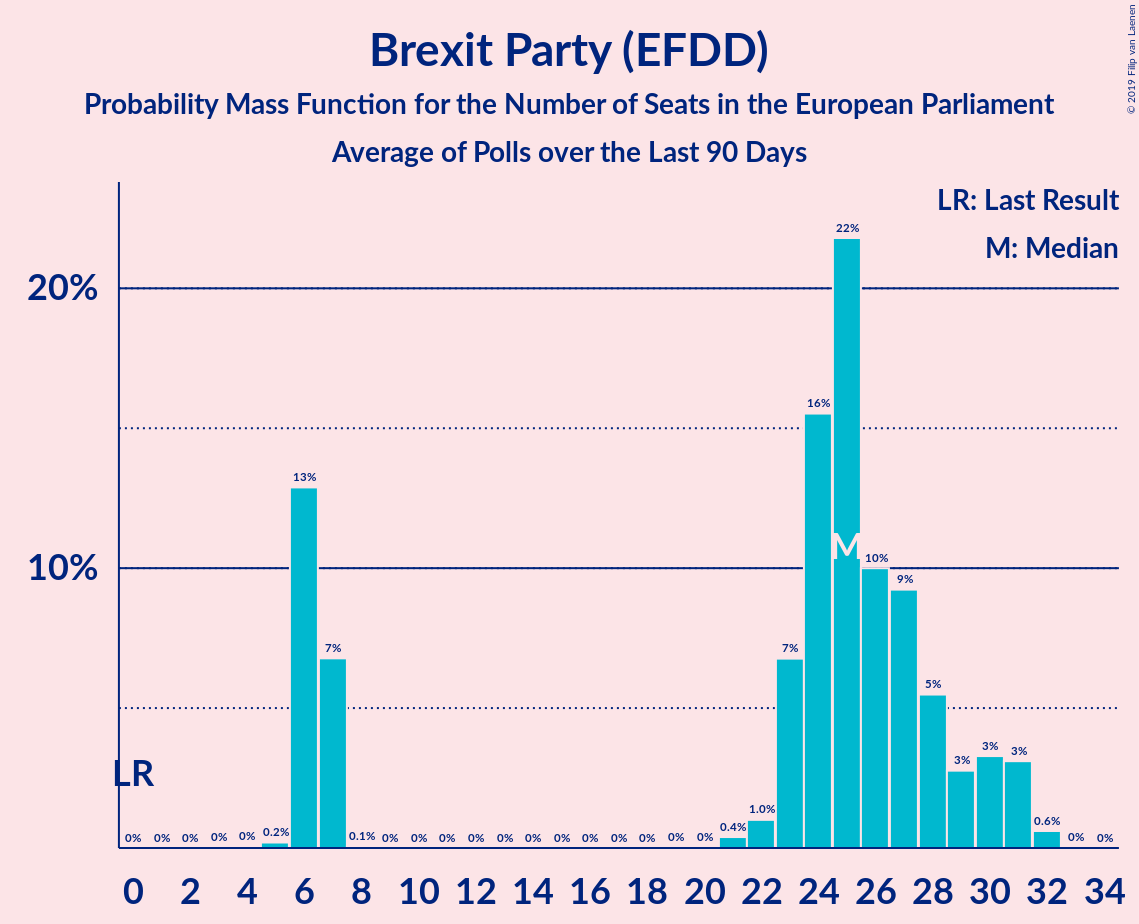 Brexit Party (EFDD)
Probability Mass Function for the Number of Seats in the European Parliament
Average of Polls over the Last 90 Days
© 2019 Filip van Laenen
LR: Last Result
M: Median
20%
10%
LR
M
0% 0% 0% 0% 0% 0.2% 13% 7% 0.1% 0% 0% 0% 0% 0% 0% 0% 0% 0% 0% 0% 0% 0.4% 1.0% 7% 16% 22% 10% 9% 5% 3% 3% 3% 0.6% 0% 0%
0 2 4 6 8 10 12 14 16 18 20 22 24 26 28 30 32 34